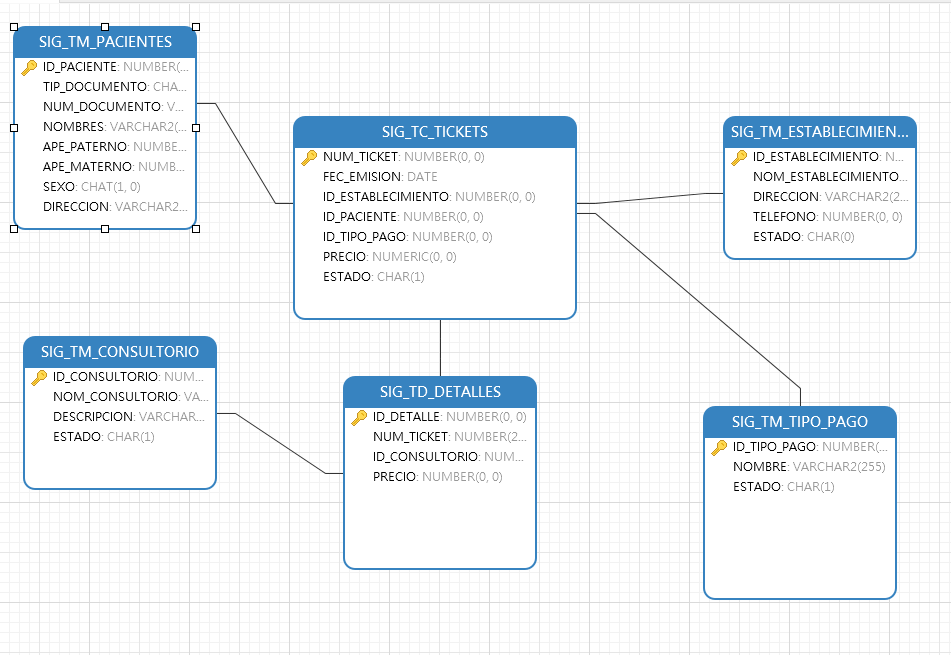 SIG_TM_PACIENTES
ID_PACIENTE: NUMBER(...
TIP_DOCUMENTO: CHA...
NUM_DOCUMENTO: V...
NOMBRES: VARCHAR2(...
APE_PATERNO: NUMBE...
APE_MATERNO: NUMB...
SEXO: CHAT(1, 0)
DIRECCION: VARCHAR2...
SIG_TC_TICKETS
NUM_TICKET: NUMBER(0, 0)
FEC_EMISION: DATE
ID_ESTABLECIMIENTO: NUMBER(0, 0)
ID_PACIENTE: NUMBER(0, 0)
ID_TIPO_PAGO: NUMBER(0, 0)
PRECIO: NUMERIC(0, 0)
ESTADO: CHAR(1)
SIG_TM_ESTABLECIMIEN...
ID_ESTABLECIMIENTO: N...
NOM_ESTABLECIMIENTO...
DIRECCION: VARCHAR2(2...
TELEFONO: NUMBER(0, 0)
ESTADO: CHAR(0)
SIG_TM_CONSULTORIO
ID_CONSULTORIO: NUM...
NOM_CONSULTORIO: VA...
DESCRIPCION: VARCHAR...
ESTADO: CHAR(1)
SIG_TD_DETALLES
ID_DETALLE: NUMBER(0, 0)
NUM_TICKET: NUMBER(2...
ID_CONSULTORIO: NUM...
PRECIO: NUMBER(0, 0)
SIG_TM_TIPO_PAGO
ID_TIPO_PAGO: NUMBER(...
NOMBRE: VARCHAR2(255)
ESTADO: CHAR(1)